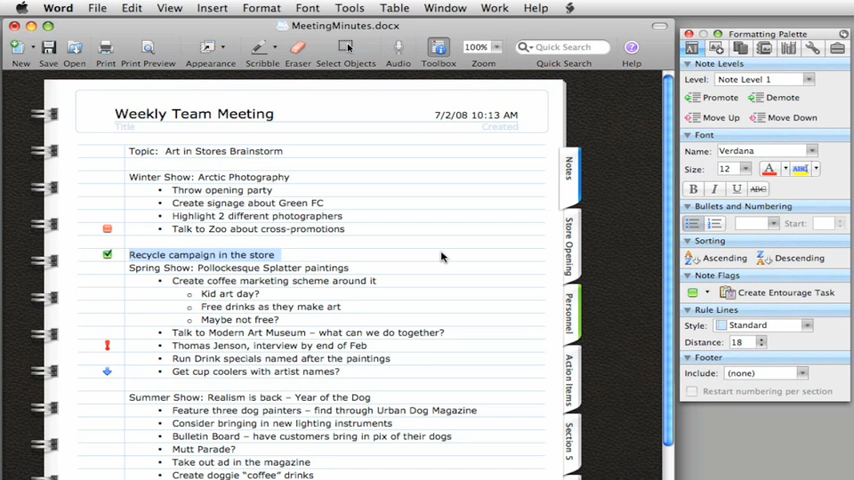 Word File Edit View Insert Format Font Tools Table Window Work Help
MeetingMinutes.docx
100% Quick Search
New Save Open Print Print Preview Appearance Scribble Eraser Select Objects Audio Toolbox Zoom Quick Search Help
Weekly Team Meeting 7/2/08 10:13 AM
Title Created
Topic: Art in Stores Brainstorm
Winter Show: Arctic Photography
• Throw opening party
• Create signage about Green FC
• Highlight 2 different photographers
• Talk to Zoo about cross-promotions
Recycle campaign in the store
Spring Show: Pollockesque Splatter paintings
• Create coffee marketing scheme around it
o Kid art day?
o Free drinks as they make art
o Maybe not free?
• Talk to Modern Art Museum – what can we do together?
• Thomas Jenson, interview by end of Feb
• Run Drink specials named after the paintings
• Get cup coolers with artist names?
Summer Show: Realism is back – Year of the Dog
• Feature three dog painters – find through Urban Dog Magazine
• Consider bringing in new lighting instruments
• Bulletin Board – have customers bring in pix of their dogs
• Mutt Parade?
• Take out ad in the magazine
• Create doggie “coffee” drinks
Notes
Store Opening
Personnel
Action Items
Section 5
Formatting Palette
Note Levels
Level: Note Level 1
Promote Demote
Move Up Move Down
Font
Name: Verdana
Size: 12 A ABC
B I U ABC
Bullets and Numbering
Start:
Sorting
Ascending Descending
Note Flags
Create Entourage Task
Rule Lines
Style: Standard
Distance: 18
Footer
Include: (none)
Restart numbering per section